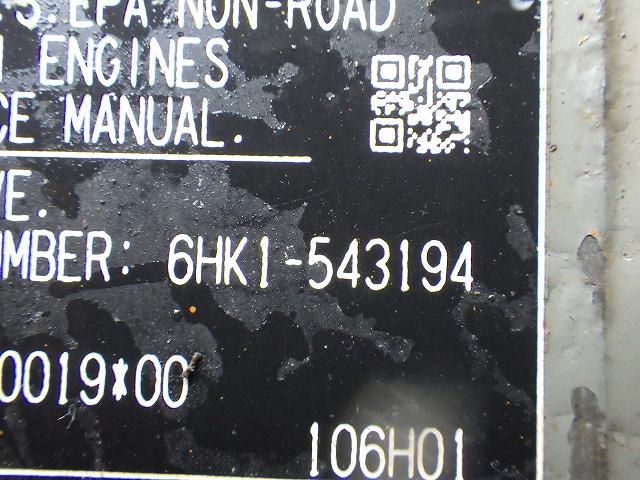 .S.EPA NON-ROAD
ENGINES
CE MANUAL.
VE.
UMBER: 6HK1-543194
0019*00
106H01